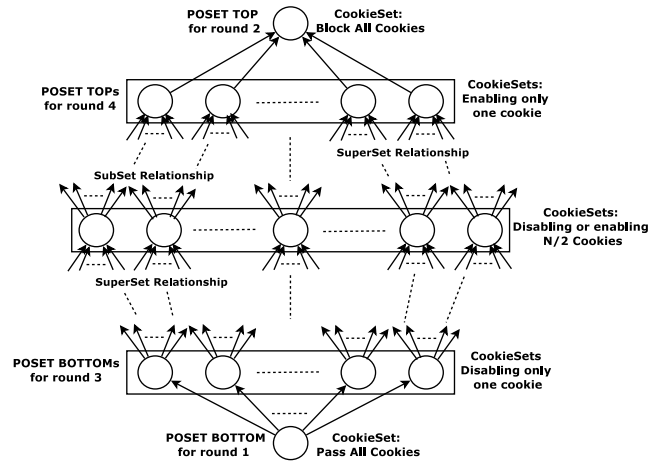 POSET TOP
for round 2
CookieSet:
Block All Cookies
POSET TOPs
for round 4
CookieSets:
Enabling only
one cookie
SubSet Relationship
SuperSet Relationship
CookieSets:
Disabling or enabling
N/2 Cookies
SuperSet Relationship
POSET BOTTOMs
for round 3
CookieSets
Disabling only
one cookie
POSET BOTTOM
for round 1
CookieSet:
Pass All Cookies